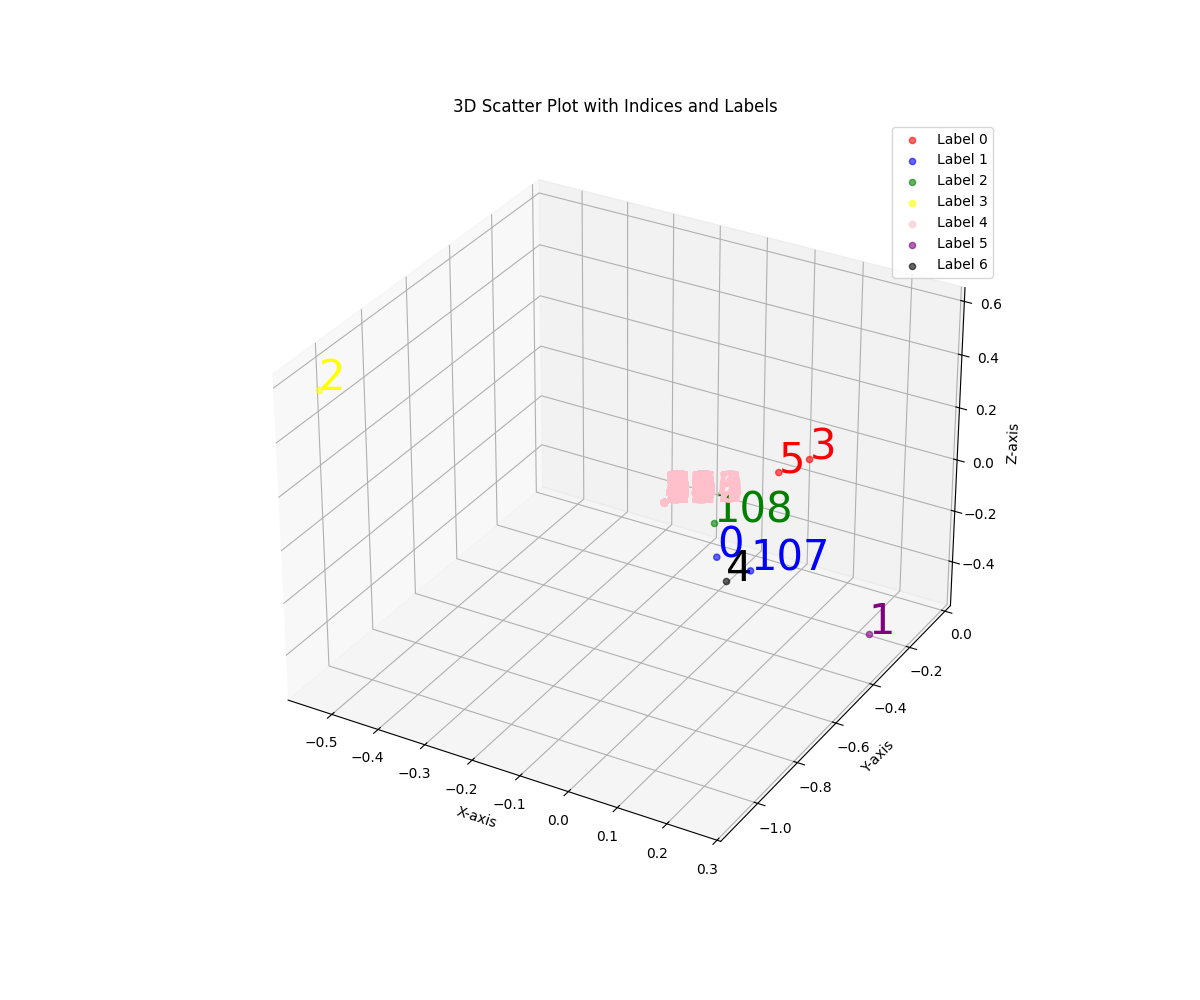 3D Scatter Plot with Indices and Labels
Label 0
Label 1
Label 2
Label 3
Label 4
Label 5
Label 6
2
3
5
108
0
107
4
1
0.6
0.4
0.2
0.0
−0.2
−0.4
Z-axis
0.0
−0.2
−0.4
−0.6
−0.8
−1.0
Y-axis
−0.5
−0.4
−0.3
−0.2
−0.1
0.0
0.1
0.2
0.3
X-axis